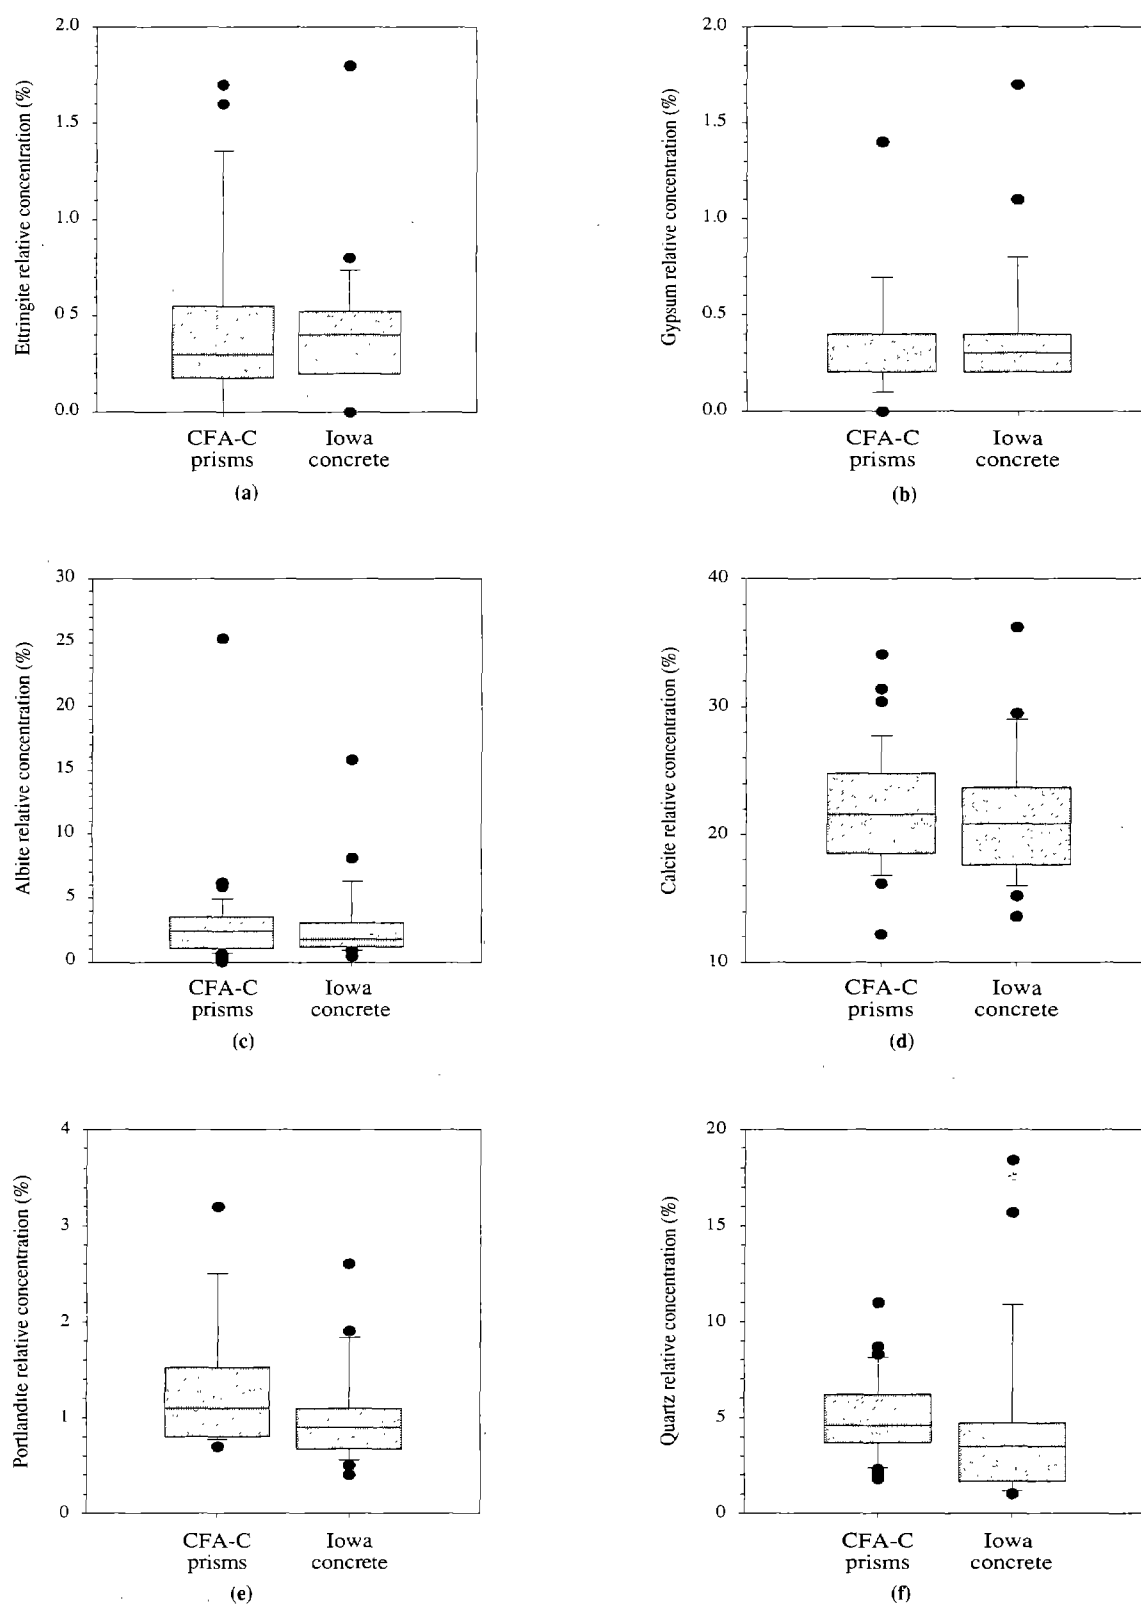 Ettringite relative concentration (%)
2.0
1.5
1.0
0.5
0.0
CFA-C
prisms
Iowa
concrete
(a)
Gypsum relative concentration (%)
2.0
1.5
1.0
0.5
0.0
CFA-C
prisms
Iowa
concrete
(b)
Albite relative concentration (%)
30
25
20
15
10
5
0
CFA-C
prisms
Iowa
concrete
(c)
Calcite relative concentration (%)
40
30
20
10
CFA-C
prisms
Iowa
concrete
(d)
Portlandite relative concentration (%)
4
3
2
1
0
CFA-C
prisms
Iowa
concrete
(e)
Quartz relative concentration (%)
20
15
10
5
0
CFA-C
prisms
Iowa
concrete
(f)